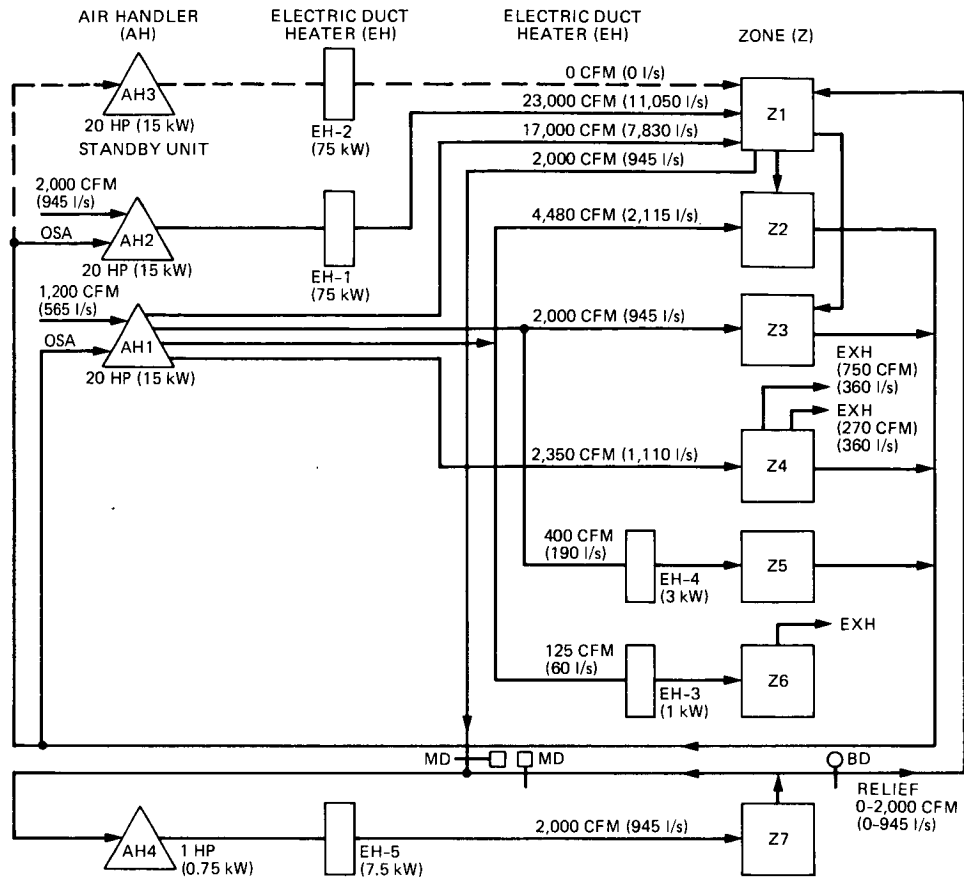 AIR HANDLER
(AH)
ELECTRIC DUCT
HEATER (EH)
ELECTRIC DUCT
HEATER (EH)
ZONE (Z)
AH3
20 HP (15 kW)
STANDBY UNIT
EH-2
(75 kW)
0 CFM (0 l/s)
23,000 CFM (11,050 l/s)
17,000 CFM (7,830 l/s)
2,000 CFM (945 l/s)
Z1
2,000 CFM
(945 l/s)
OSA
AH2
20 HP (15 kW)
EH-1
(75 kW)
4,480 CFM (2,115 l/s)
Z2
1,200 CFM
(565 l/s)
OSA
AH1
20 HP (15 kW)
2,000 CFM (945 l/s)
Z3
EXH
(750 CFM)
(360 l/s)
EXH
(270 CFM)
(360 l/s)
2,350 CFM (1,110 l/s)
Z4
400 CFM
(190 l/s)
EH-4
(3 kW)
Z5
EXH
125 CFM
(60 l/s)
EH-3
(1 kW)
Z6
MD
MD
BD
RELIEF
0-2,000 CFM
(0-945 l/s)
AH4
1 HP
(0.75 kW)
EH-5
(7.5 kW)
2,000 CFM (945 l/s)
Z7